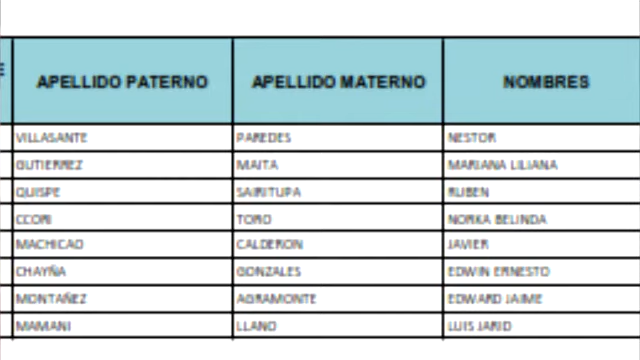 APELLIDO PATERNO APELLIDO MATERNO NOMBRES
VILLASANTE PAREDES NESTOR
GUTIERREZ MAITA MARIANA LILIANA
QUISPE SAIRITUPA RUBEN
CCORI TORO NORKA BELINDA
MACHICAO CALDERON JAVIER
CHAYÑA GONZALES EDWIN ERNESTO
MONTAÑEZ AGRAMONTE EDWARD JAIME
MAMANI LLANO LUIS JARID